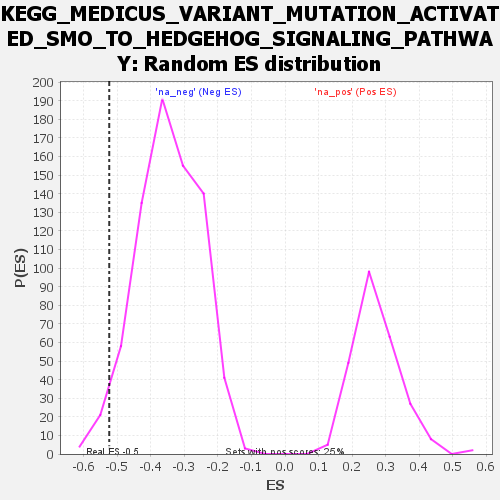 KEGG_MEDICUS_VARIANT_MUTATION_ACTIVAT
ED_SMO_TO_HEDGEHOG_SIGNALING_PATHWA
Y: Random ES distribution
'na_neg' (Neg ES)
'na_pos' (Pos ES)
200
190
180
170
160
150
140
130
120
110
100
90
80
70
60
50
40
30
20
10
0
P(ES)
Real ES -0.5
Sets with pos scores: 25%
-0.6 -0.5 -0.4 -0.3 -0.2 -0.1 0.0 0.1 0.2 0.3 0.4 0.5 0.6
ES